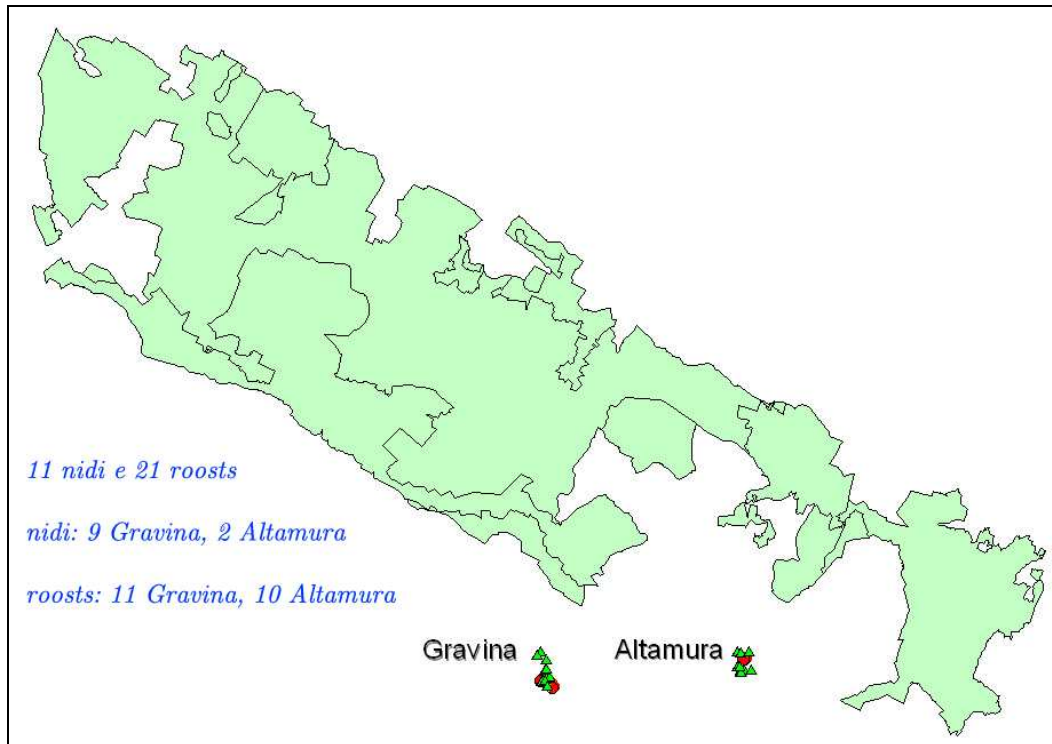 11 nidi e 21 roosts
nidi: 9 Gravina, 2 Altamura
roosts: 11 Gravina, 10 Altamura
Gravina
Altamura